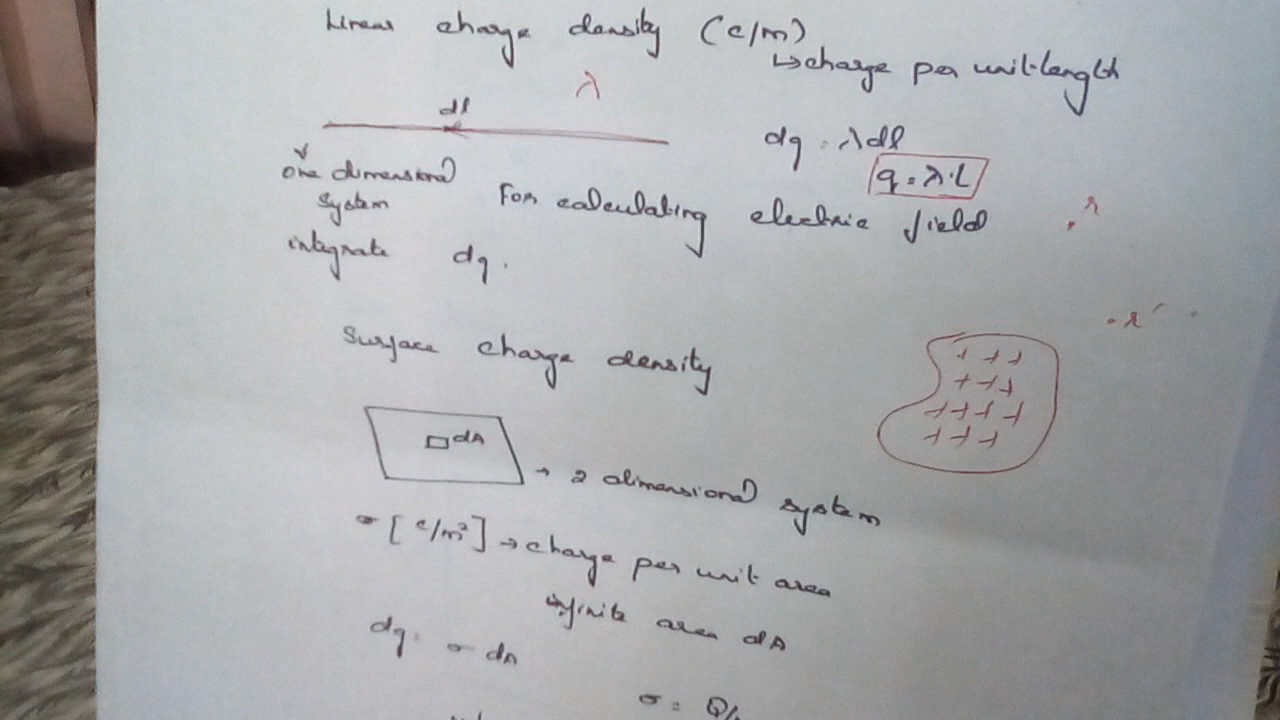 Linear charge density (c/m)
↳charge per unit length
λ
dl
dq = λdl
q = λ·L
one dimensional
system
For calculating electric field
r
integrate dq.
r′
Surface charge density
+ + +
+ + +
+ + + +
+ + +
dA
→ 2 dimensional system
σ [c/m²] → charge per unit area
infinite area dA
dq = σ dA
σ =